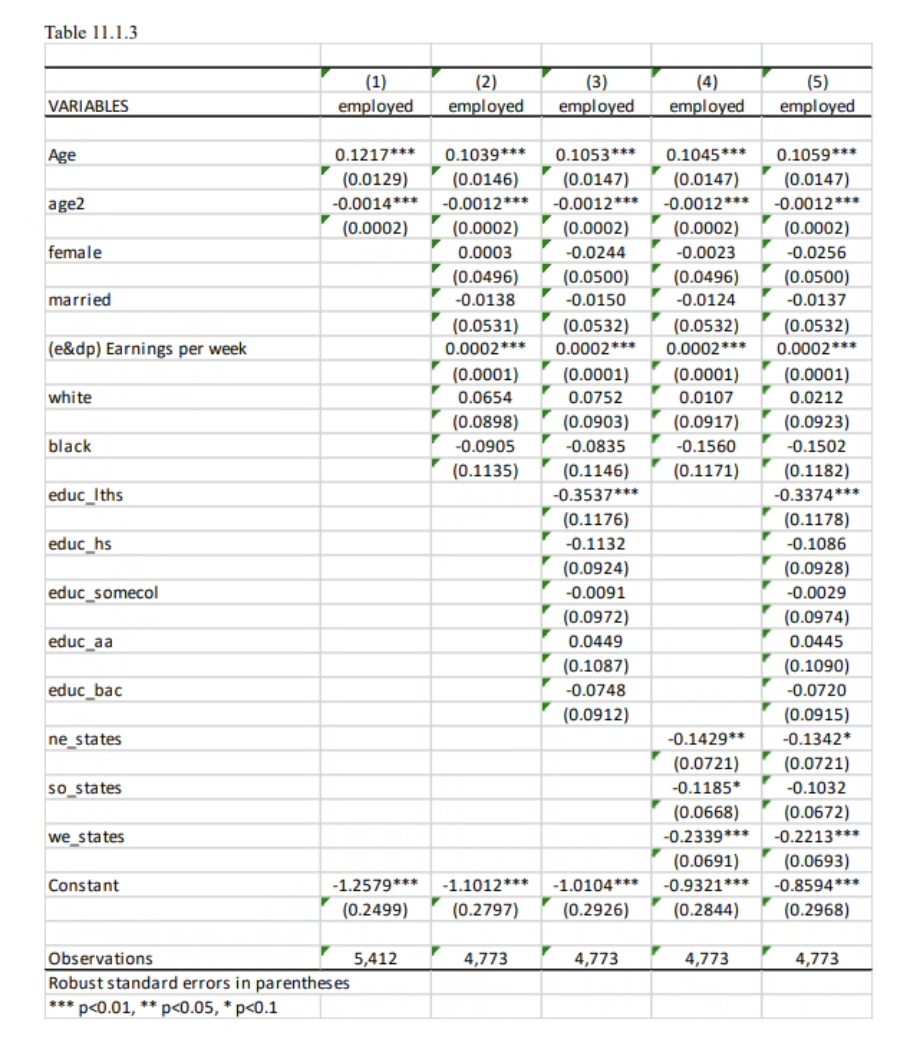 Table 11.1.3
(1) (2) (3) (4) (5)
VARIABLES employed employed employed employed employed
Age 0.1217*** 0.1039*** 0.1053*** 0.1045*** 0.1059***
(0.0129) (0.0146) (0.0147) (0.0147) (0.0147)
age2 -0.0014*** -0.0012*** -0.0012*** -0.0012*** -0.0012***
(0.0002) (0.0002) (0.0002) (0.0002) (0.0002)
female 0.0003 -0.0244 -0.0023 -0.0256
(0.0496) (0.0500) (0.0496) (0.0500)
married -0.0138 -0.0150 -0.0124 -0.0137
(0.0531) (0.0532) (0.0532) (0.0532)
(e&dp) Earnings per week 0.0002*** 0.0002*** 0.0002*** 0.0002***
(0.0001) (0.0001) (0.0001) (0.0001)
white 0.0654 0.0752 0.0107 0.0212
(0.0898) (0.0903) (0.0917) (0.0923)
black -0.0905 -0.0835 -0.1560 -0.1502
(0.1135) (0.1146) (0.1171) (0.1182)
educ_lths -0.3537*** -0.3374***
(0.1176) (0.1178)
educ_hs -0.1132 -0.1086
(0.0924) (0.0928)
educ_somecol -0.0091 -0.0029
(0.0972) (0.0974)
educ_aa 0.0449 0.0445
(0.1087) (0.1090)
educ_bac -0.0748 -0.0720
(0.0912) (0.0915)
ne_states -0.1429** -0.1342*
(0.0721) (0.0721)
so_states -0.1185* -0.1032
(0.0668) (0.0672)
we_states -0.2339*** -0.2213***
(0.0691) (0.0693)
Constant -1.2579*** -1.1012*** -1.0104*** -0.9321*** -0.8594***
(0.2499) (0.2797) (0.2926) (0.2844) (0.2968)
Observations 5,412 4,773 4,773 4,773 4,773
Robust standard errors in parentheses
*** p<0.01, ** p<0.05, * p<0.1